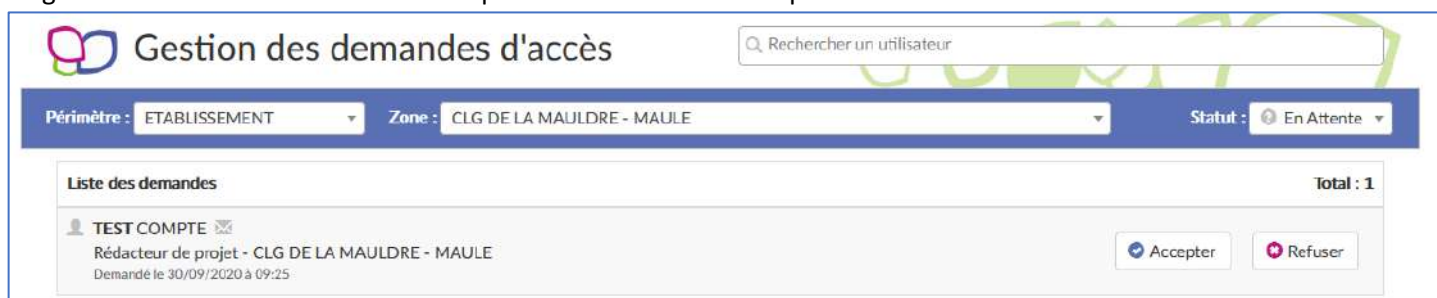 Gestion des demandes d'accès
Rechercher un utilisateur
Périmètre : ETABLISSEMENT Zone : CLG DE LA MAULDRE - MAULE Statut : En Attente
Liste des demandes Total : 1
TEST COMPTE
Rédacteur de projet - CLG DE LA MAULDRE - MAULE
Accepter Refuser
Demandé le 30/09/2020 à 09:25